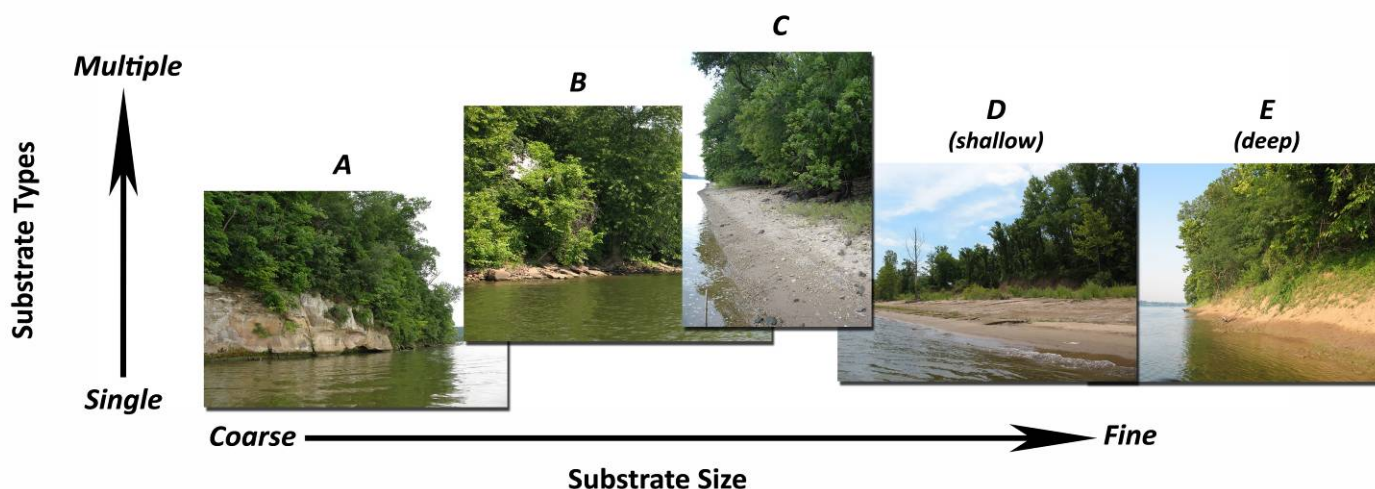 C
Multiple
B
D
(shallow)
E
(deep)
A
Substrate Types
Single
Coarse
Fine
Substrate Size